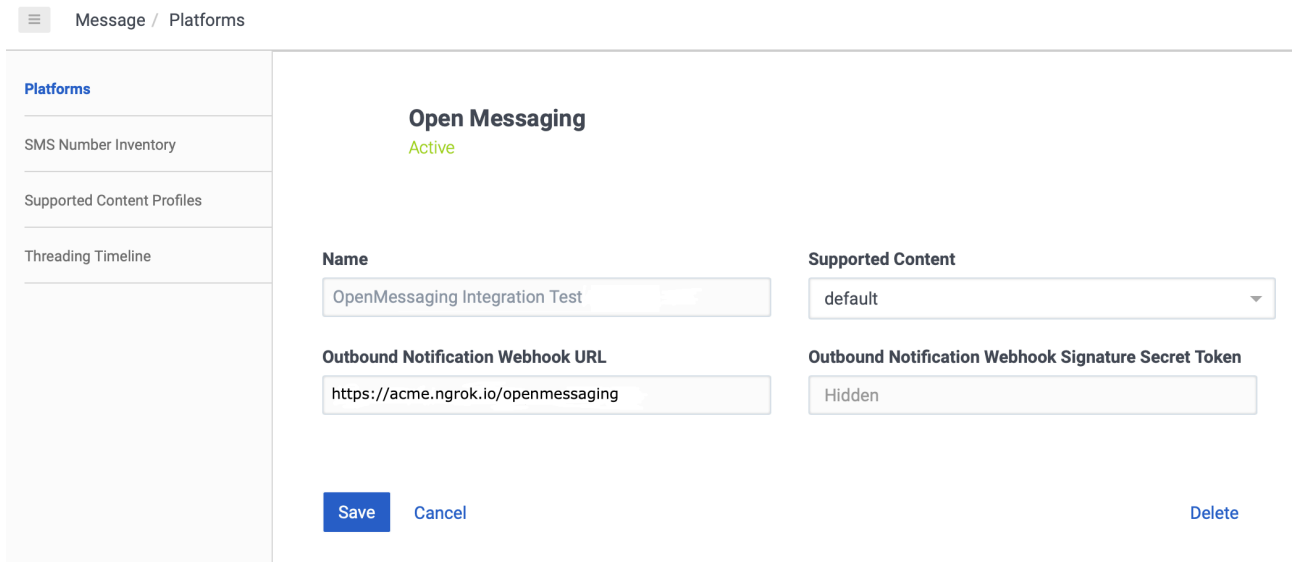 Message / Platforms
Platforms
SMS Number Inventory
Supported Content Profiles
Threading Timeline
Open Messaging
Active
Name
OpenMessaging Integration Test
Supported Content
default
Outbound Notification Webhook URL
https://acme.ngrok.io/openmessaging
Outbound Notification Webhook Signature Secret Token
Hidden
Save Cancel Delete